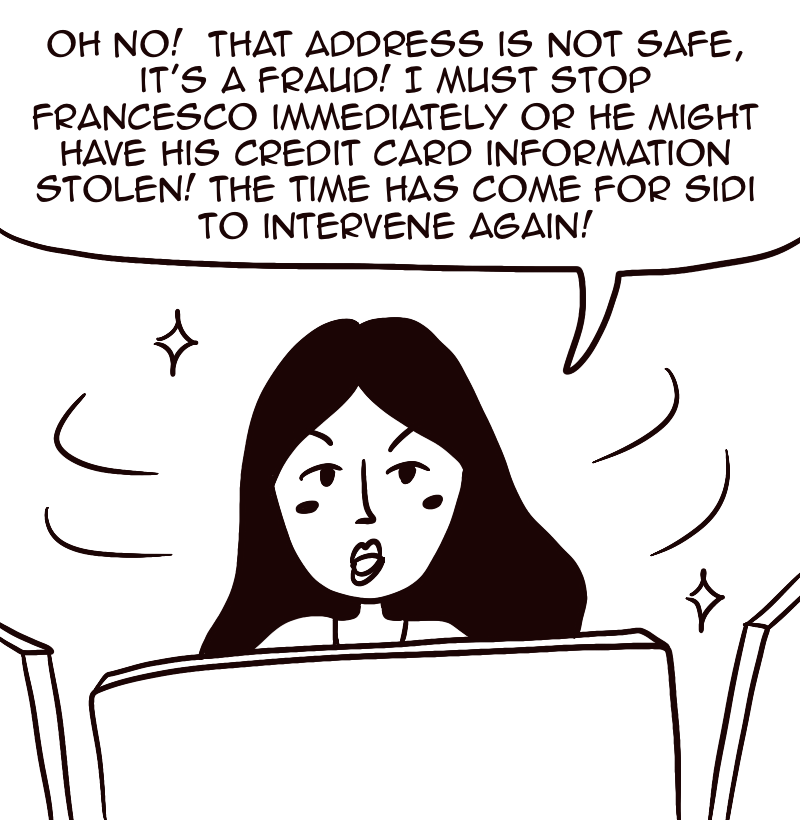 OH NO! THAT ADDRESS IS NOT SAFE,
IT'S A FRAUD! I MUST STOP
FRANCESCO IMMEDIATELY OR HE MIGHT
HAVE HIS CREDIT CARD INFORMATION
STOLEN! THE TIME HAS COME FOR SIDI
TO INTERVENE AGAIN!